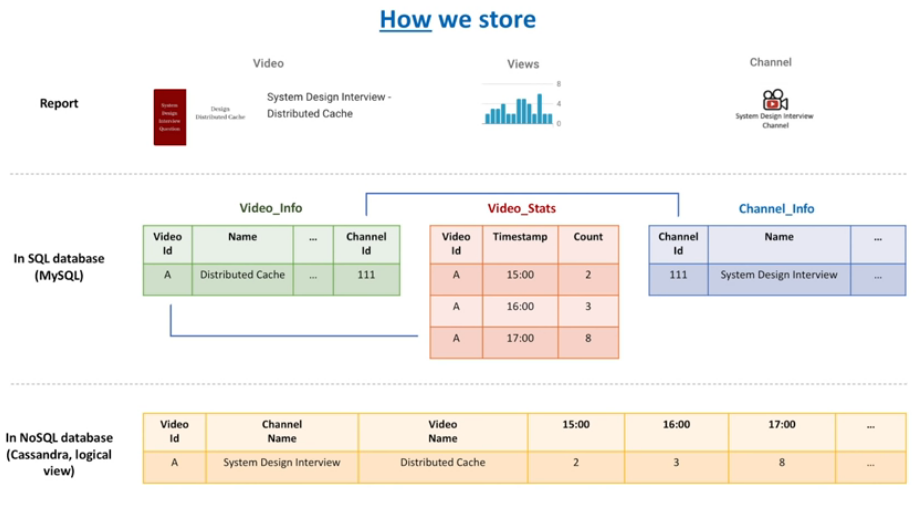 How we store
Video
Views
Channel
Report
System
Design
Interview
Question
Design
Distributed Cache
System Design Interview -
Distributed Cache
8
4
0
System Design Interview
Channel
In SQL database
(MySQL)
Video_Info
Video Id | Name | ... | Channel Id
A | Distributed Cache | ... | 111
Video_Stats
Video Id | Timestamp | Count
A | 15:00 | 2
A | 16:00 | 3
A | 17:00 | 8
Channel_Info
Channel Id | Name | ...
111 | System Design Interview | ...
In NoSQL database
(Cassandra, logical
view)
Video Id | Channel Name | Video Name | 15:00 | 16:00 | 17:00 | ...
A | System Design Interview | Distributed Cache | 2 | 3 | 8 | ...